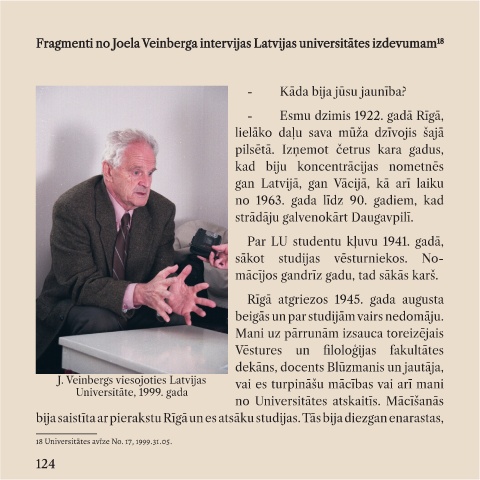 Fragmenti no Joela Veinberga intervijas Latvijas universitātes izdevumam¹⁸
- Kāda bija jūsu jaunība?
- Esmu dzimis 1922. gadā Rīgā,
lielāko daļu sava mūža dzīvojis šajā
pilsētā. Izņemot četrus kara gadus,
kad biju koncentrācijas nometnēs
gan Latvijā, gan Vācijā, kā arī laiku
no 1963. gada līdz 90. gadiem, kad
strādāju galvenokārt Daugavpilī.
Par LU studentu kļuvu 1941. gadā,
sākot studijas vēsturniekos. No-
mācījos gandrīz gadu, tad sākās karš.
Rīgā atgriezos 1945. gada augusta
beigās un par studijām vairs nedomāju.
Mani uz pārrunām izsauca toreizējais
Vēstures un filoloģijas fakultātes
dekāns, docents Blūzmanis un jautāja,
vai es turpināšu mācības vai arī mani
no Universitātes atskaitīs. Mācīšanās
bija saistīta ar pierakstu Rīgā un es atsāku studijas. Tās bija diezgan enarastas,
J. Veinbergs viesojoties Latvijas
Universitāte, 1999. gada
18 Universitātes avīze No. 17, 1999.31.05.
124